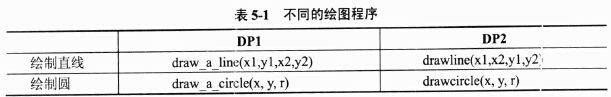 表 5-1 不同的绘图程序
DP1 DP2
绘制直线 draw_a_line(x1,y1,x2,y2) drawline(x1,x2,y1,y2)
绘制圆 draw_a_circle(x, y, r) drawcircle(x, y, r)